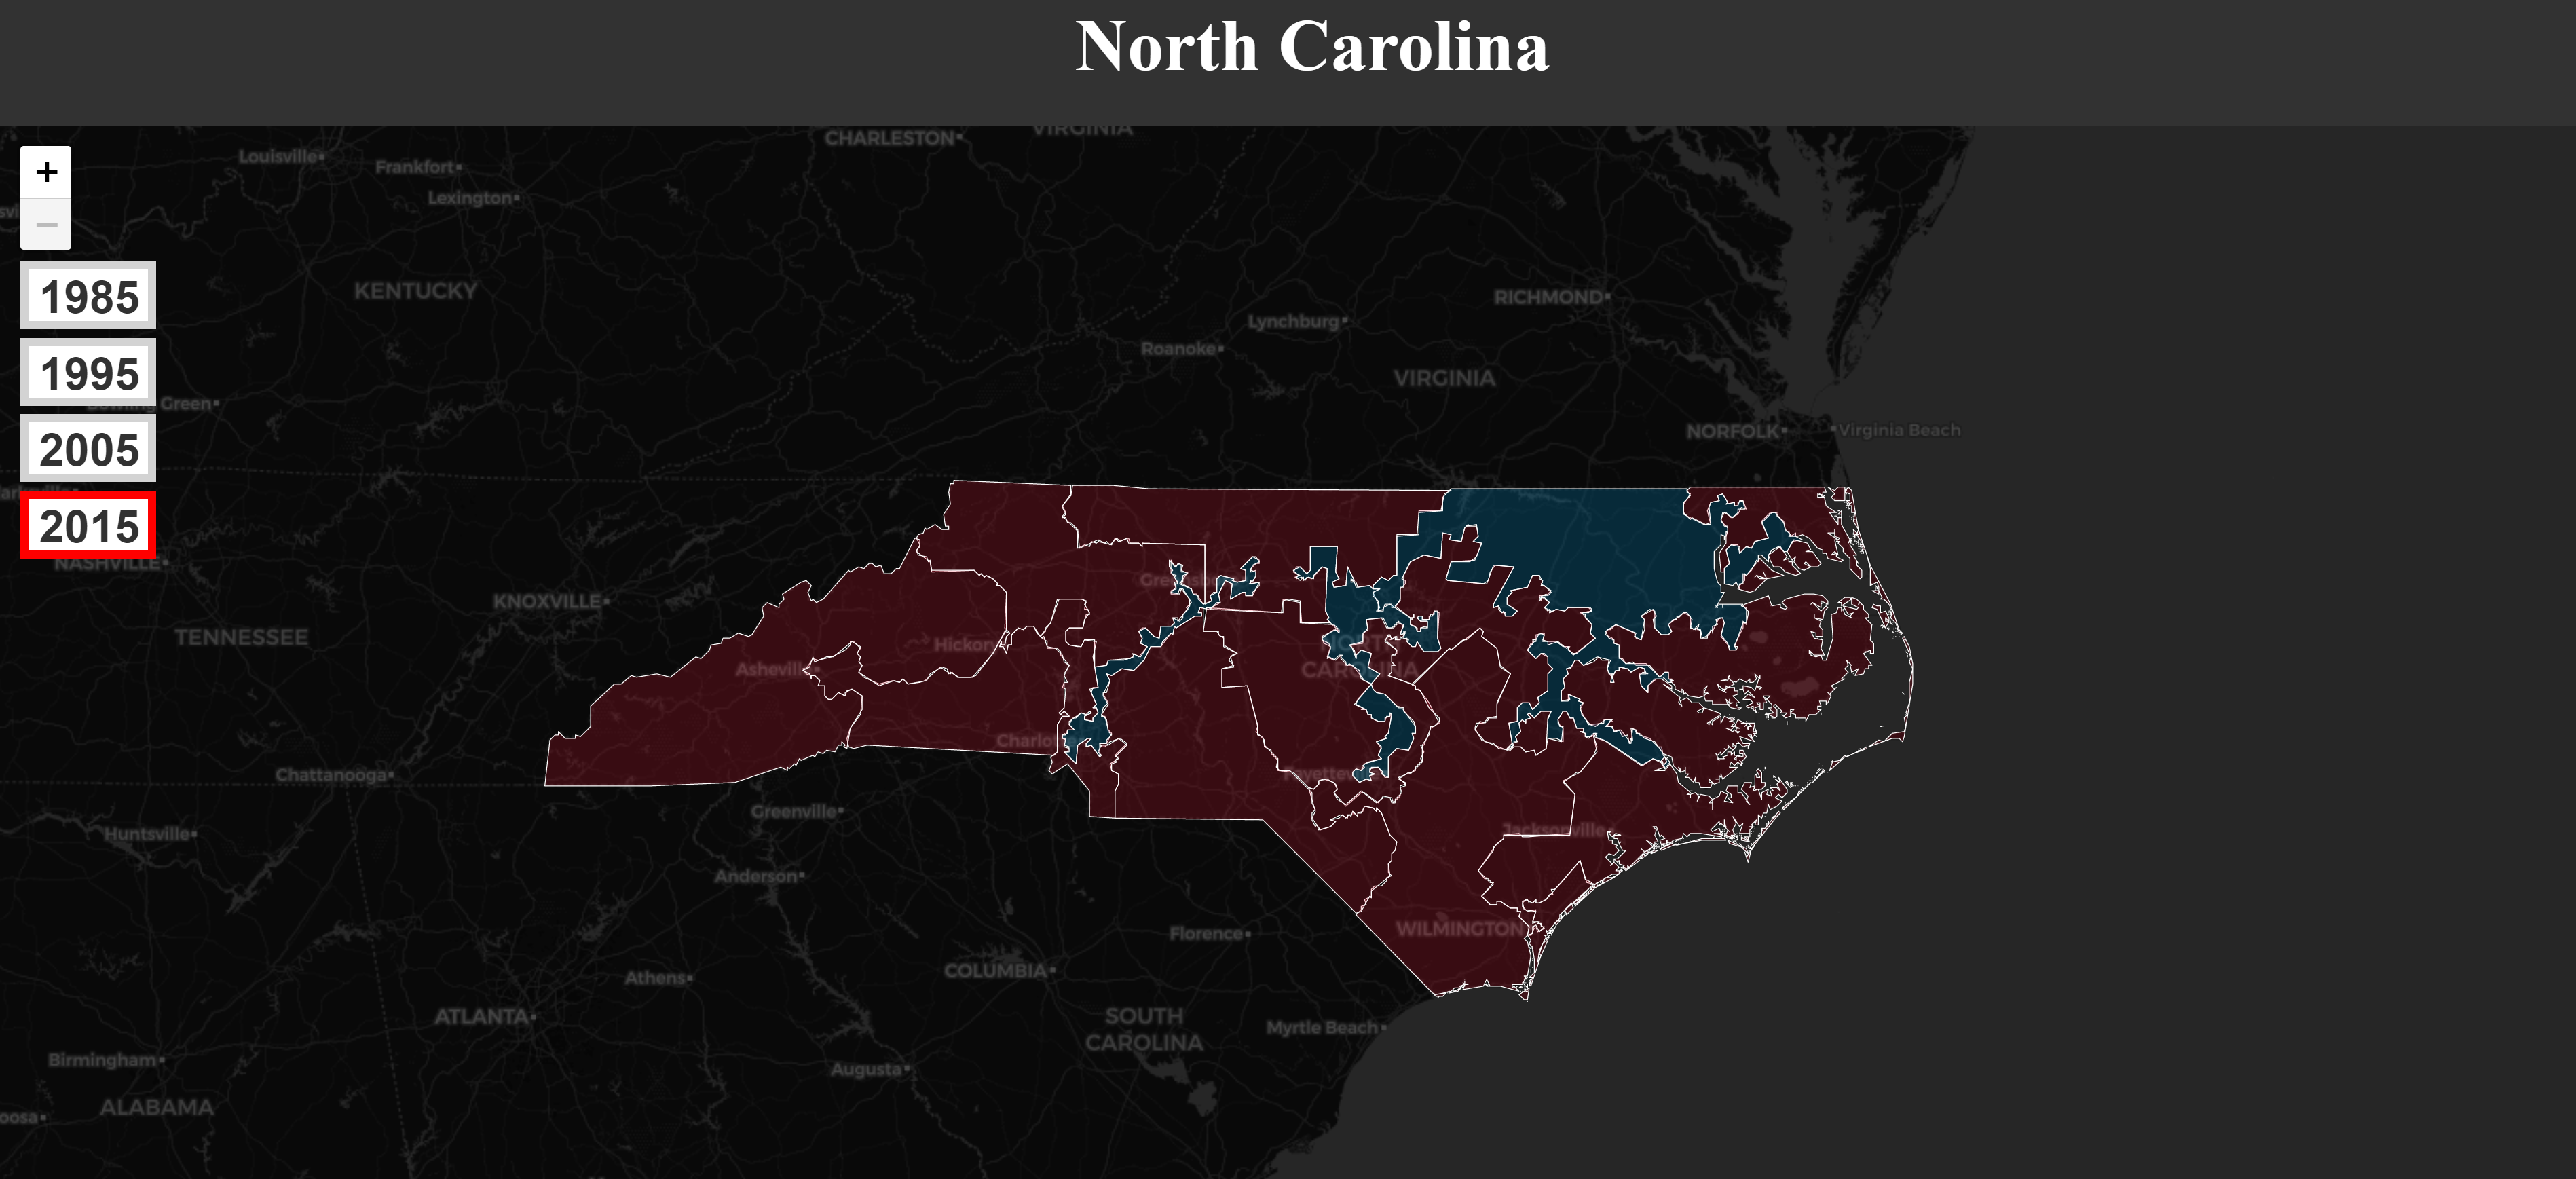 North Carolina
VIRGINIA
CHARLESTON
Louisville
Frankfort
Lexington
+
−
1985
KENTUCKY
RICHMOND
Lynchburg
Roanoke
1995
VIRGINIA
Green
NORFOLK
Virginia Beach
2005
2015
NASHVILLE
KNOXVILLE
TENNESSEE
Hickory
NORTH
CAROLINA
Asheville
Chattanooga
Greenville
Huntsville
Jacksonville
Anderson
WILMINGTON
Florence
COLUMBIA
Athens
ATLANTA
SOUTH
CAROLINA
Myrtle Beach
Birmingham
Augusta
ALABAMA
oosa